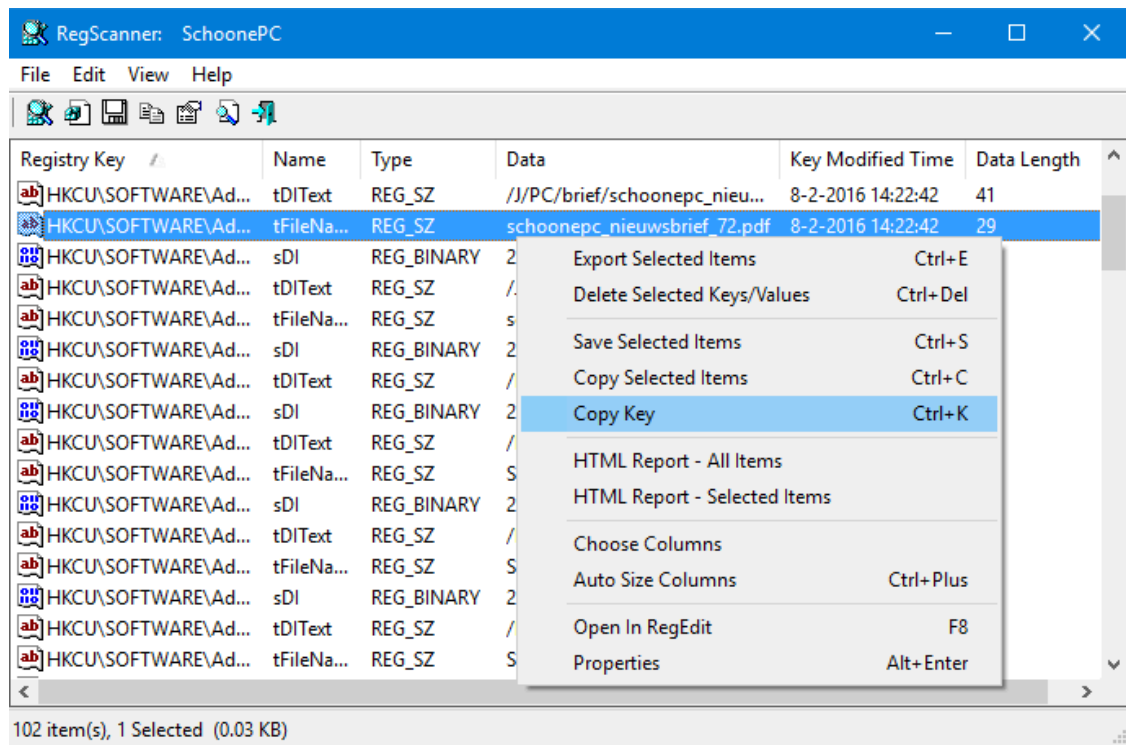 RegScanner: SchoonePC
File Edit View Help
Registry Key Name Type Data Key Modified Time Data Length
HKCU\SOFTWARE\Ad... tDIText REG_SZ /J/PC/brief/schoonepc_nieu... 8-2-2016 14:22:42 41
HKCU\SOFTWARE\Ad... tFileNa... REG_SZ schoonepc_nieuwsbrief_72.pdf 8-2-2016 14:22:42 29
HKCU\SOFTWARE\Ad... sDI REG_BINARY 2
HKCU\SOFTWARE\Ad... tDIText REG_SZ /
HKCU\SOFTWARE\Ad... tFileNa... REG_SZ s
HKCU\SOFTWARE\Ad... sDI REG_BINARY 2
HKCU\SOFTWARE\Ad... tDIText REG_SZ /
HKCU\SOFTWARE\Ad... sDI REG_BINARY 2
HKCU\SOFTWARE\Ad... tDIText REG_SZ /
HKCU\SOFTWARE\Ad... tFileNa... REG_SZ S
HKCU\SOFTWARE\Ad... sDI REG_BINARY 2
HKCU\SOFTWARE\Ad... tDIText REG_SZ /
HKCU\SOFTWARE\Ad... tFileNa... REG_SZ S
HKCU\SOFTWARE\Ad... sDI REG_BINARY 2
HKCU\SOFTWARE\Ad... tDIText REG_SZ /
HKCU\SOFTWARE\Ad... tFileNa... REG_SZ S
Export Selected Items Ctrl+E
Delete Selected Keys/Values Ctrl+Del
Save Selected Items Ctrl+S
Copy Selected Items Ctrl+C
Copy Key Ctrl+K
HTML Report - All Items
HTML Report - Selected Items
Choose Columns
Auto Size Columns Ctrl+Plus
Open In RegEdit F8
Properties Alt+Enter
102 item(s), 1 Selected (0.03 KB)